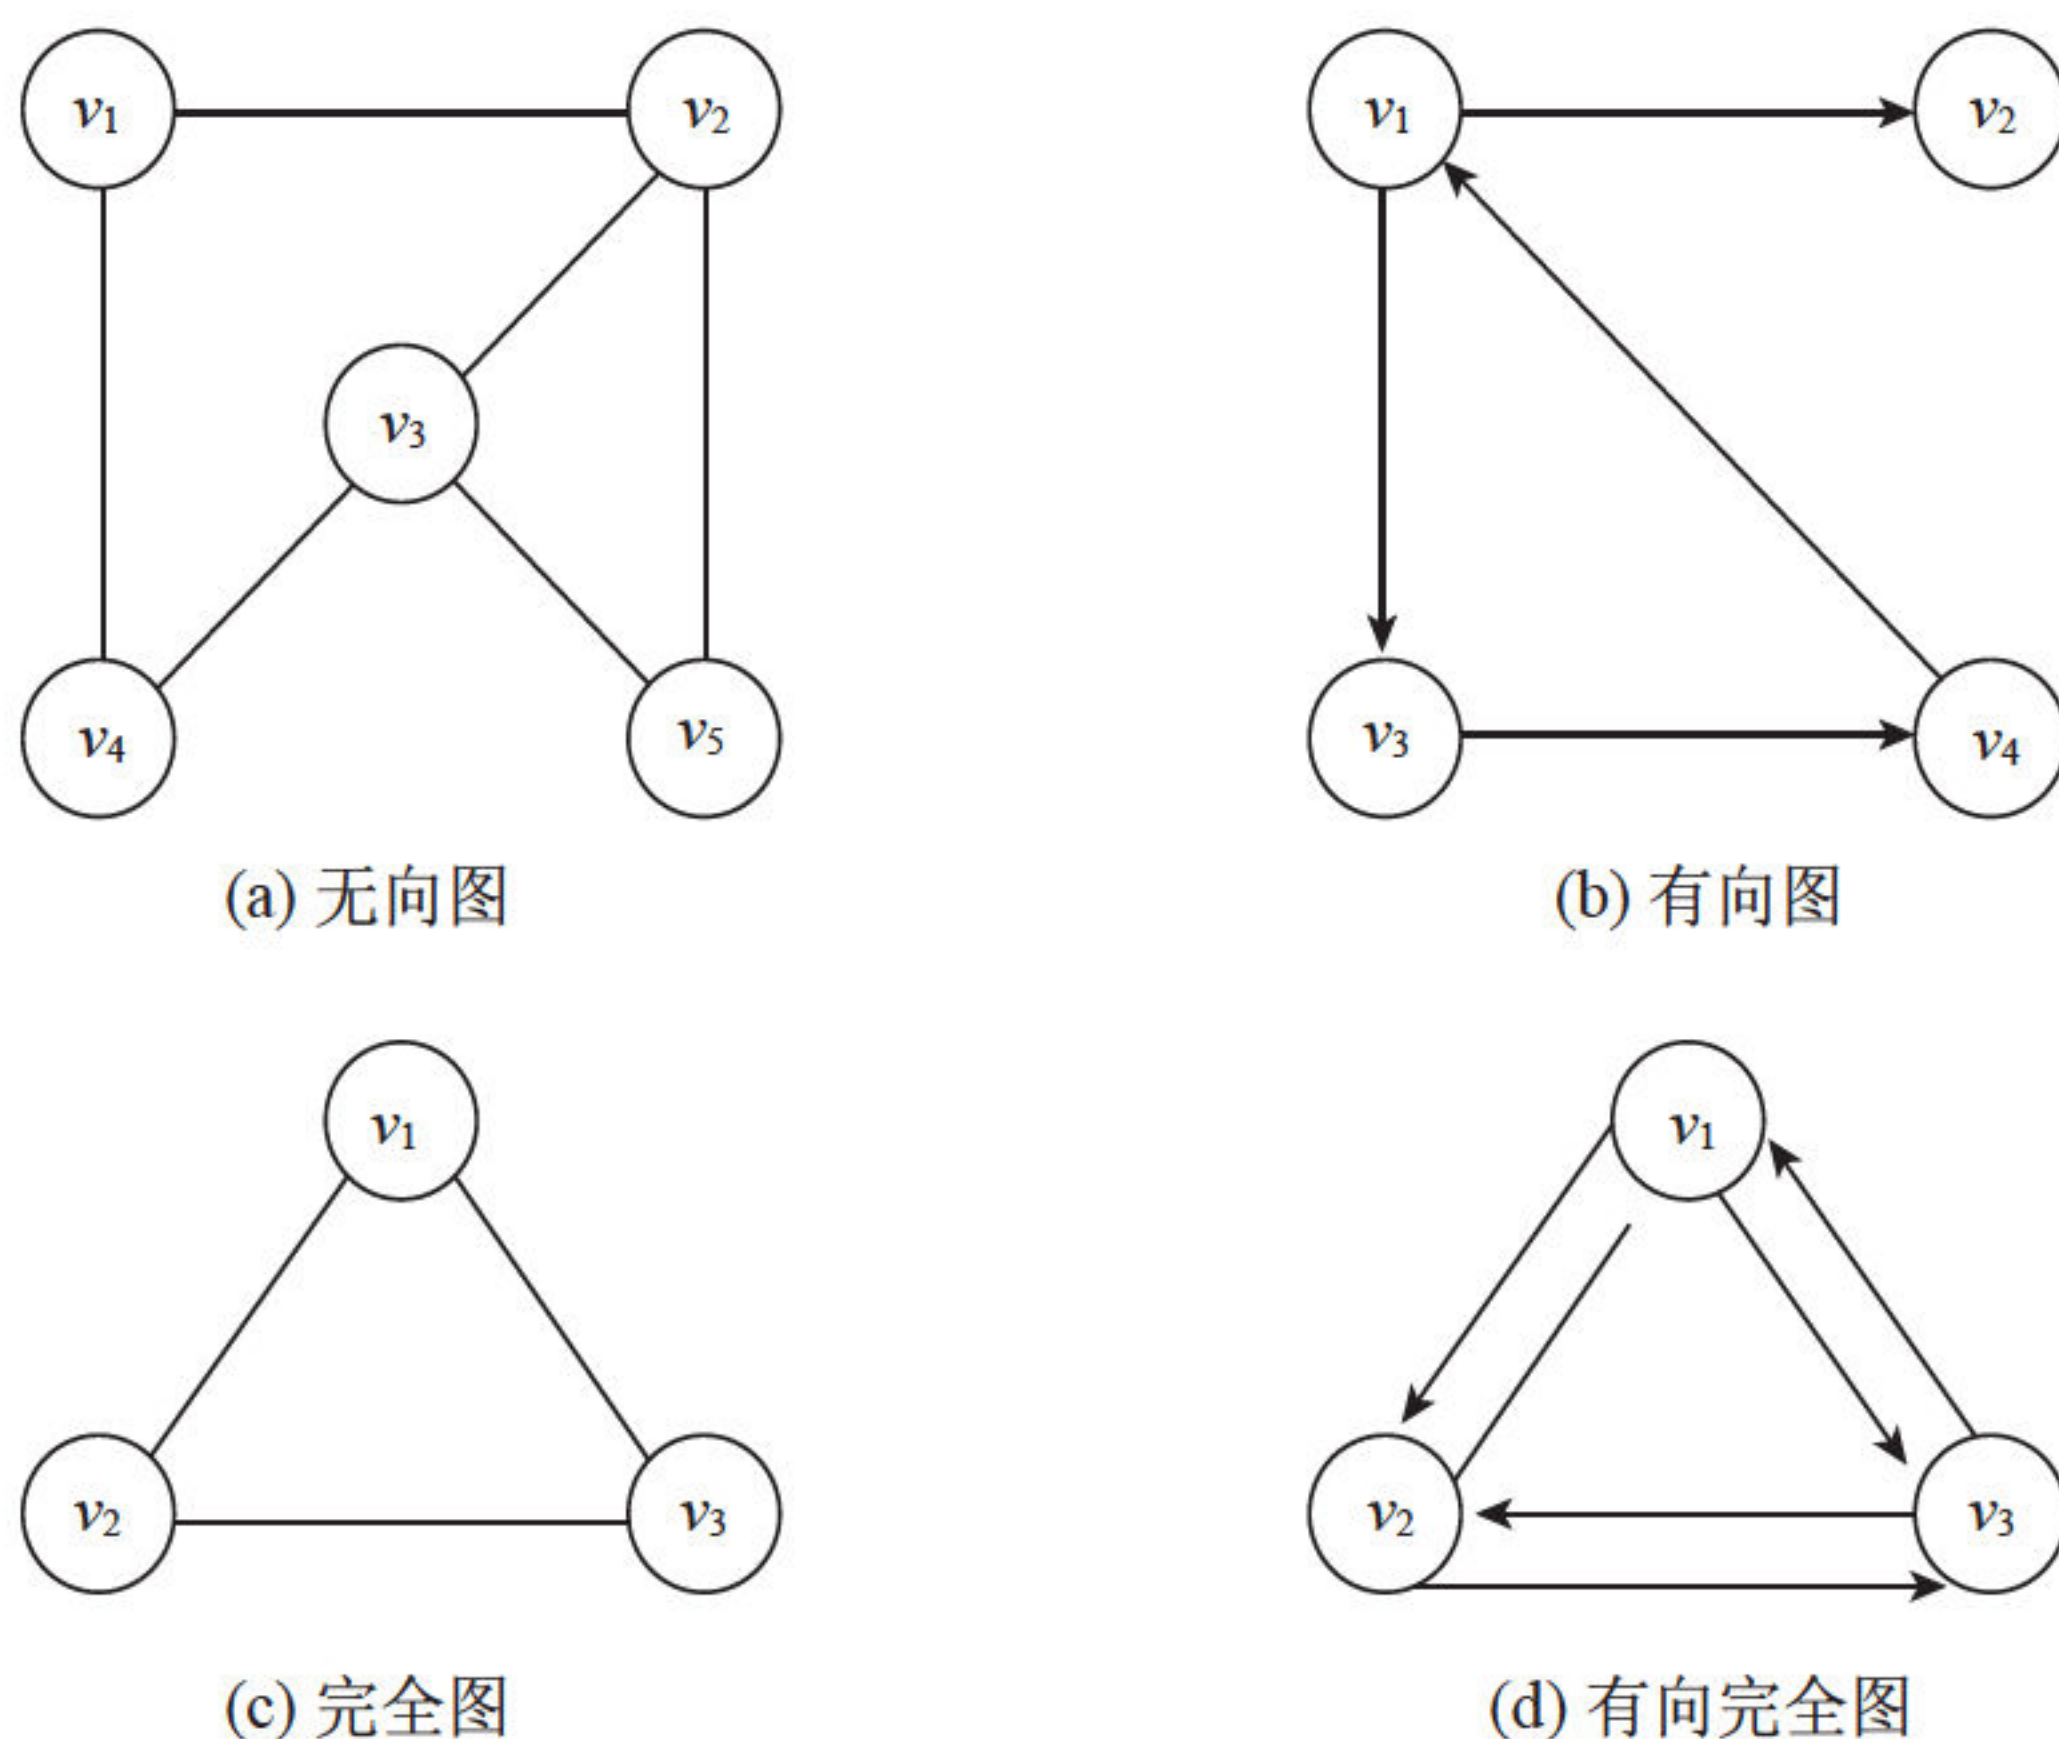 v1 v2 v1 v2
v3
v4 v5 v3 v4
(a) 无向图 (b) 有向图
v1 v1
v2 v3 v2 v3
(c) 完全图 (d) 有向完全图